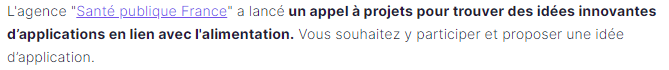 L'agence "Santé publique France" a lancé un appel à projets pour trouver des idées innovantes
d’applications en lien avec l'alimentation. Vous souhaitez y participer et proposer une idée
d’application.